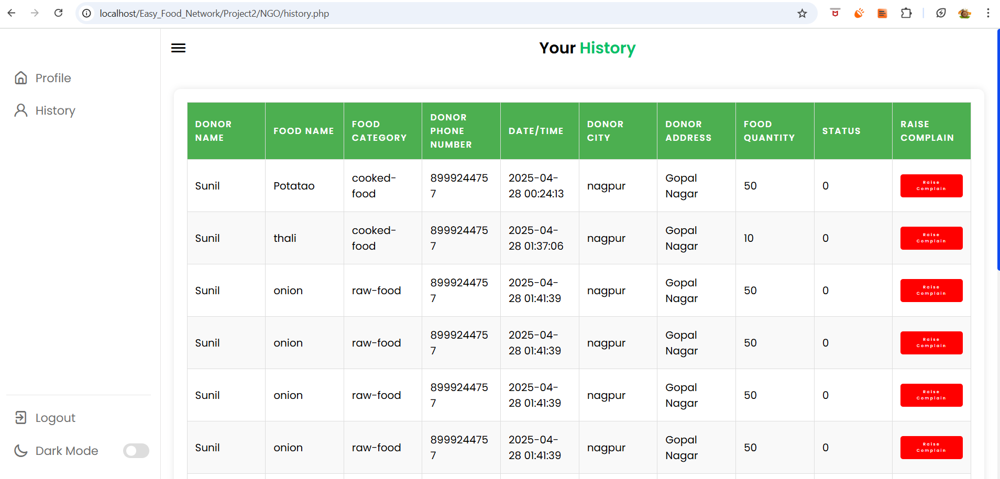 localhost/Easy_Food_Network/Project2/NGO/history.php
Your History
Profile
History
DONOR NAME FOOD NAME FOOD CATEGORY DONOR PHONE NUMBER DATE/TIME DONOR CITY DONOR ADDRESS FOOD QUANTITY STATUS RAISE COMPLAIN
Sunil Potatao cooked-food 8999244757 2025-04-28 00:24:13 nagpur Gopal Nagar 50 0 Raise Complain
Sunil thali cooked-food 8999244757 2025-04-28 01:37:06 nagpur Gopal Nagar 10 0 Raise Complain
Sunil onion raw-food 8999244757 2025-04-28 01:41:39 nagpur Gopal Nagar 50 0 Raise Complain
Sunil onion raw-food 8999244757 2025-04-28 01:41:39 nagpur Gopal Nagar 50 0 Raise Complain
Sunil onion raw-food 8999244757 2025-04-28 01:41:39 nagpur Gopal Nagar 50 0 Raise Complain
Sunil onion raw-food 8999244757 2025-04-28 01:41:39 nagpur Gopal Nagar 50 0 Raise Complain
Logout
Dark Mode